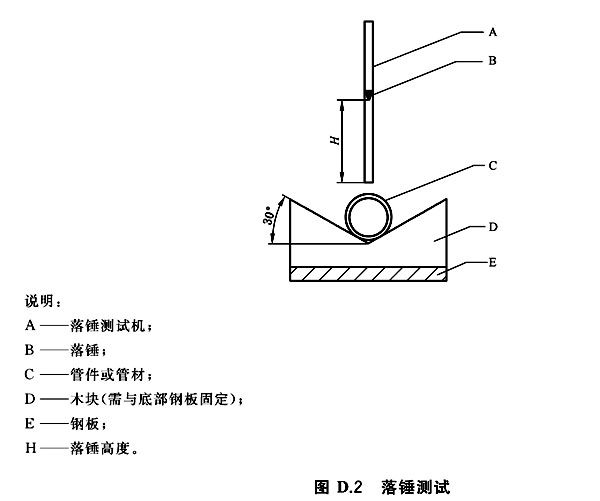 A
B
H
C
30°
D
E
说明：
A ——落锤测试机；
B ——落锤；
C ——管件或管材；
D ——木块(需与底部钢板固定)；
E ——钢板；
H ——落锤高度。
图 D.2 落锤测试